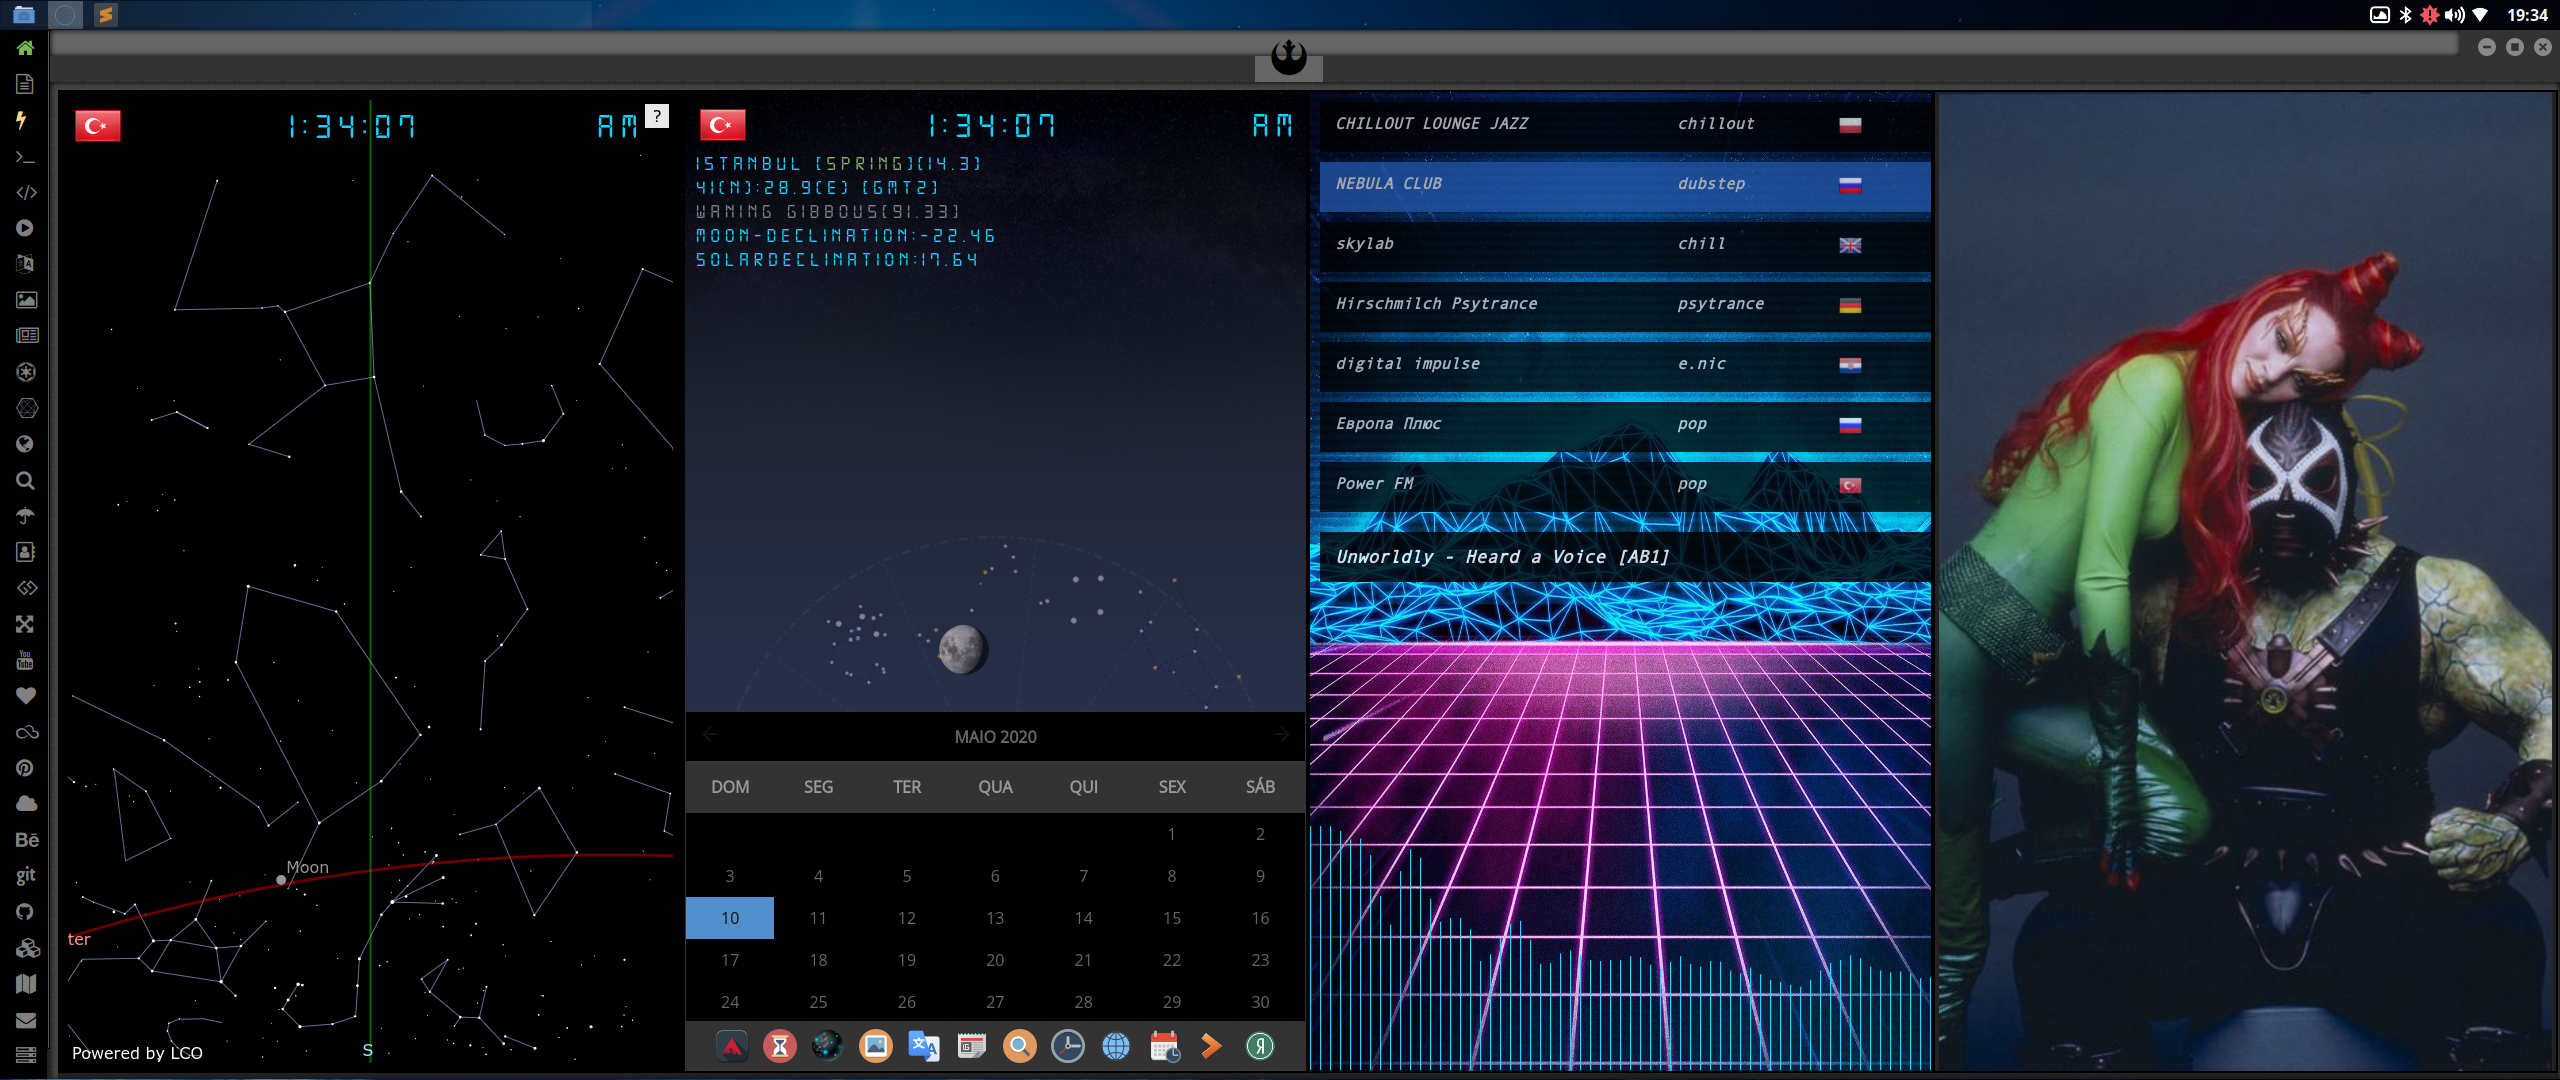 19:34
1:34:07 AM
?
Moon
ter
Powered by LCO
S
1:34:07 AM
ISTANBUL [SPRING][14.3]
41(N):28.9(E) [GMT2]
WANING GIBBOUS[91.33]
MOON-DECLINATION:-22.46
SOLARDECLINATION:17.64
MAIO 2020
DOM SEG TER QUA QUI SEX SÁB
1 2
3 4 5 6 7 8 9
10 11 12 13 14 15 16
17 18 19 20 21 22 23
24 25 26 27 28 29 30
CHILLOUT LOUNGE JAZZ chillout
NEBULA CLUB dubstep
skylab chill
Hirschmilch Psytrance psytrance
digital impulse e.nic
Европа Плюс pop
Power FM pop
Unworldly - Heard a Voice [AB1]
You
Tube
Bē
git
文A
Я